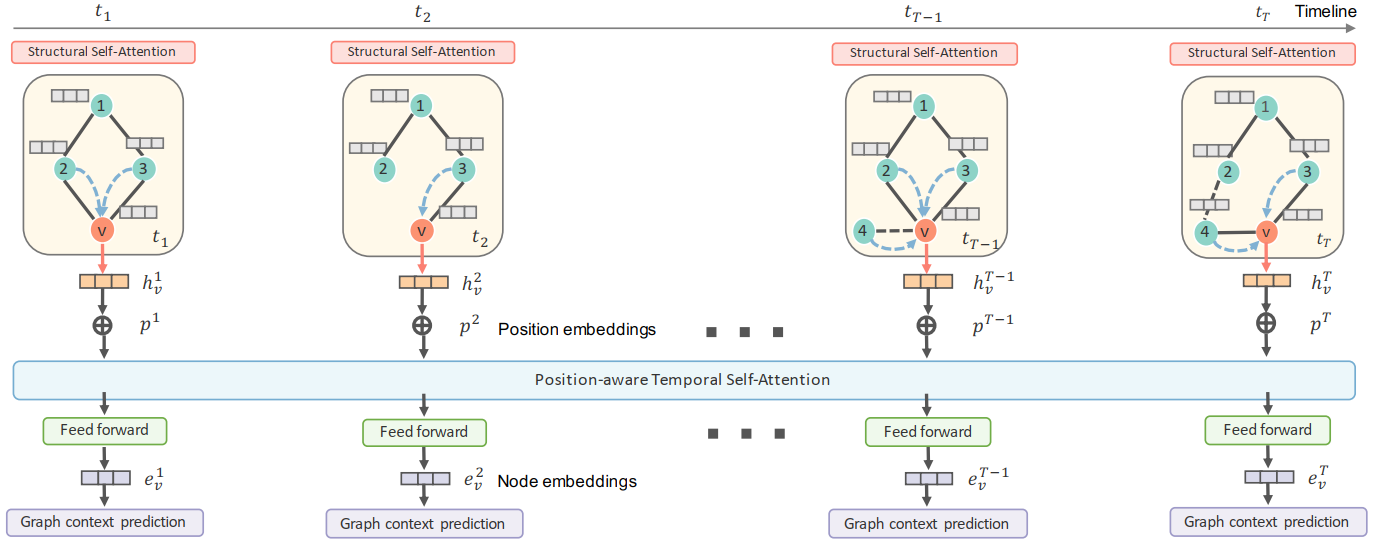 t_1 t_2 t_{T-1} t_T Timeline
Structural Self-Attention Structural Self-Attention Structural Self-Attention Structural Self-Attention
1 1 1 1
2 3 2 3 2 3 2 3
v t_1 v t_2 4 v t_{T-1} 4 v t_T
h_v^1 h_v^2 h_v^{T-1} h_v^T
p^1 p^2 Position embeddings p^{T-1} p^T
Position-aware Temporal Self-Attention
Feed forward Feed forward Feed forward Feed forward
e_v^1 e_v^2 Node embeddings e_v^{T-1} e_v^T
Graph context prediction Graph context prediction Graph context prediction Graph context prediction